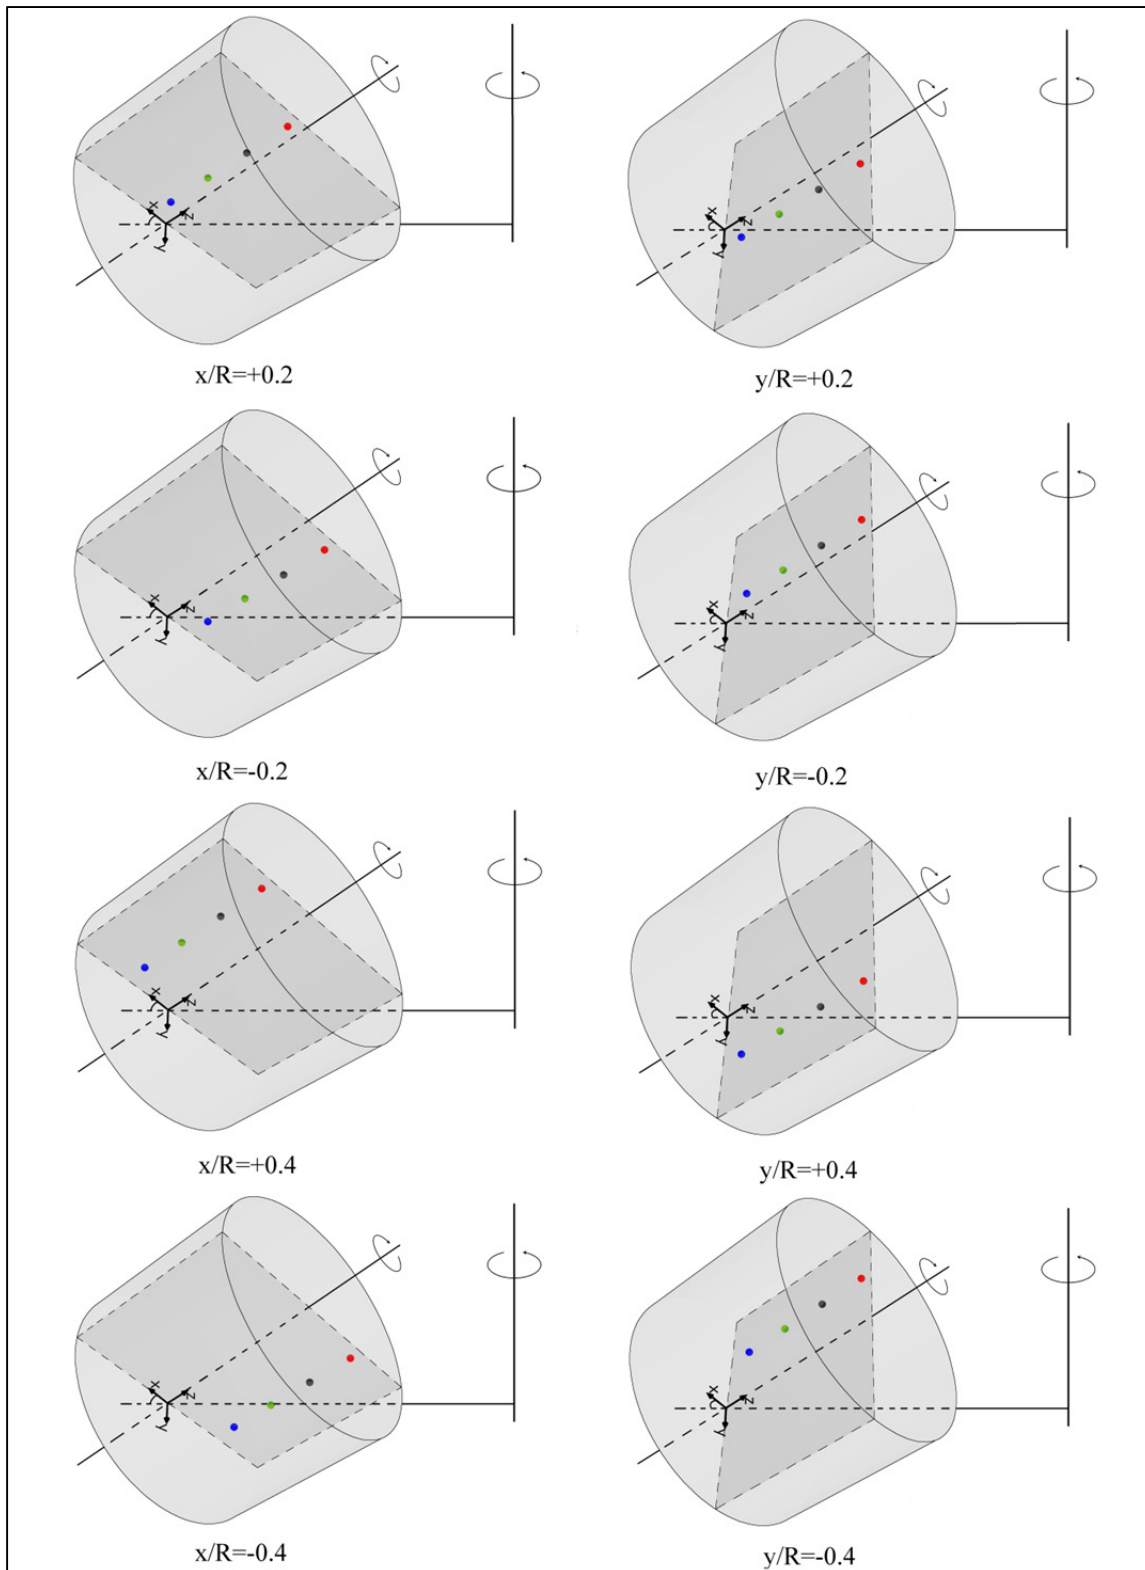 x
z
y
x/R=+0.2
x
z
y
y/R=+0.2
x
z
y
x/R=-0.2
x
z
y
y/R=-0.2
x
z
y
x/R=+0.4
x
z
y
y/R=+0.4
x
z
y
x/R=-0.4
x
z
y
y/R=-0.4